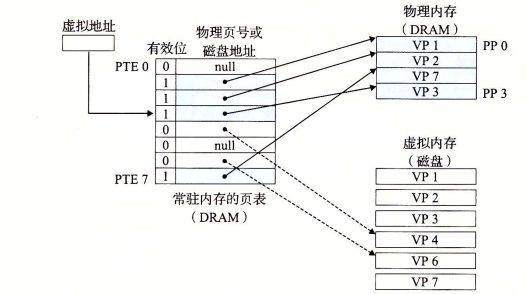 虚拟地址
有效位
物理页号或
磁盘地址
PTE 0
0
null
1
1
1
0
0
null
0
PTE 7
1
常驻内存的页表
（DRAM）
物理内存
（DRAM）
VP 1
PP 0
VP 2
VP 7
VP 3
PP 3
虚拟内存
（磁盘）
VP 1
VP 2
VP 3
VP 4
VP 6
VP 7